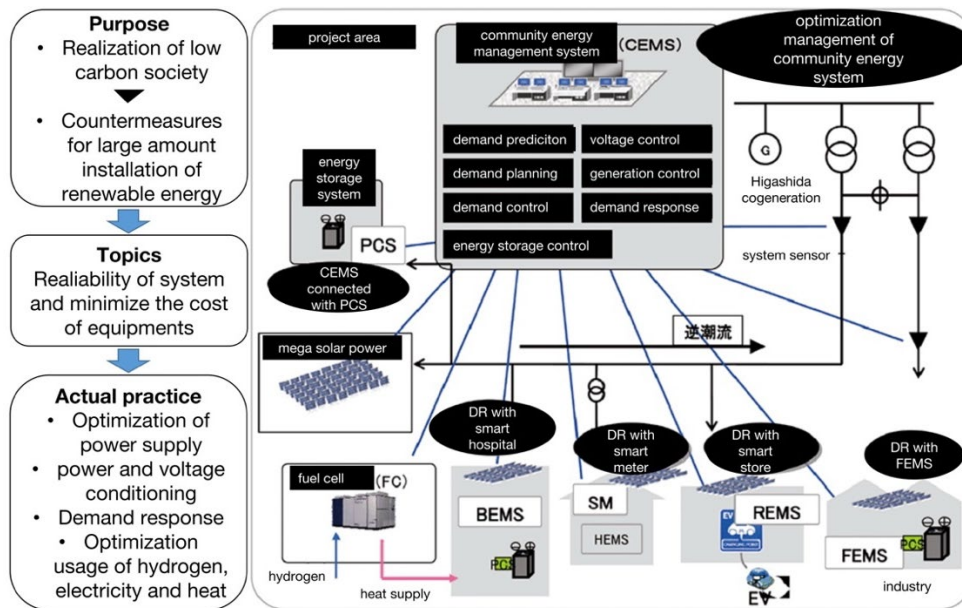 Purpose
• Realization of low
carbon society
• Countermeasures
for large amount
installation of
renewable energy
Topics
Realiability of system
and minimize the cost
of equipments
Actual practice
• Optimization of
power supply
• power and voltage
conditioning
• Demand response
• Optimization
usage of hydrogen,
electricity and heat
project area
community energy
management system
(CEMS)
optimization
management of
community energy
system
demand prediciton
voltage control
demand planning
generation control
demand control
demand response
energy storage control
energy
storage
system
PCS
CEMS
connected
with PCS
G
Higashida
cogeneration
system sensor
mega solar power
逆潮流
DR with
smart
hospital
DR with
smart
meter
DR with
smart
store
DR with
FEMS
fuel cell
(FC)
hydrogen
heat supply
BEMS
PCS
SM
HEMS
REMS
EV
CHARGING POINT
EV
FEMS
PCS
industry